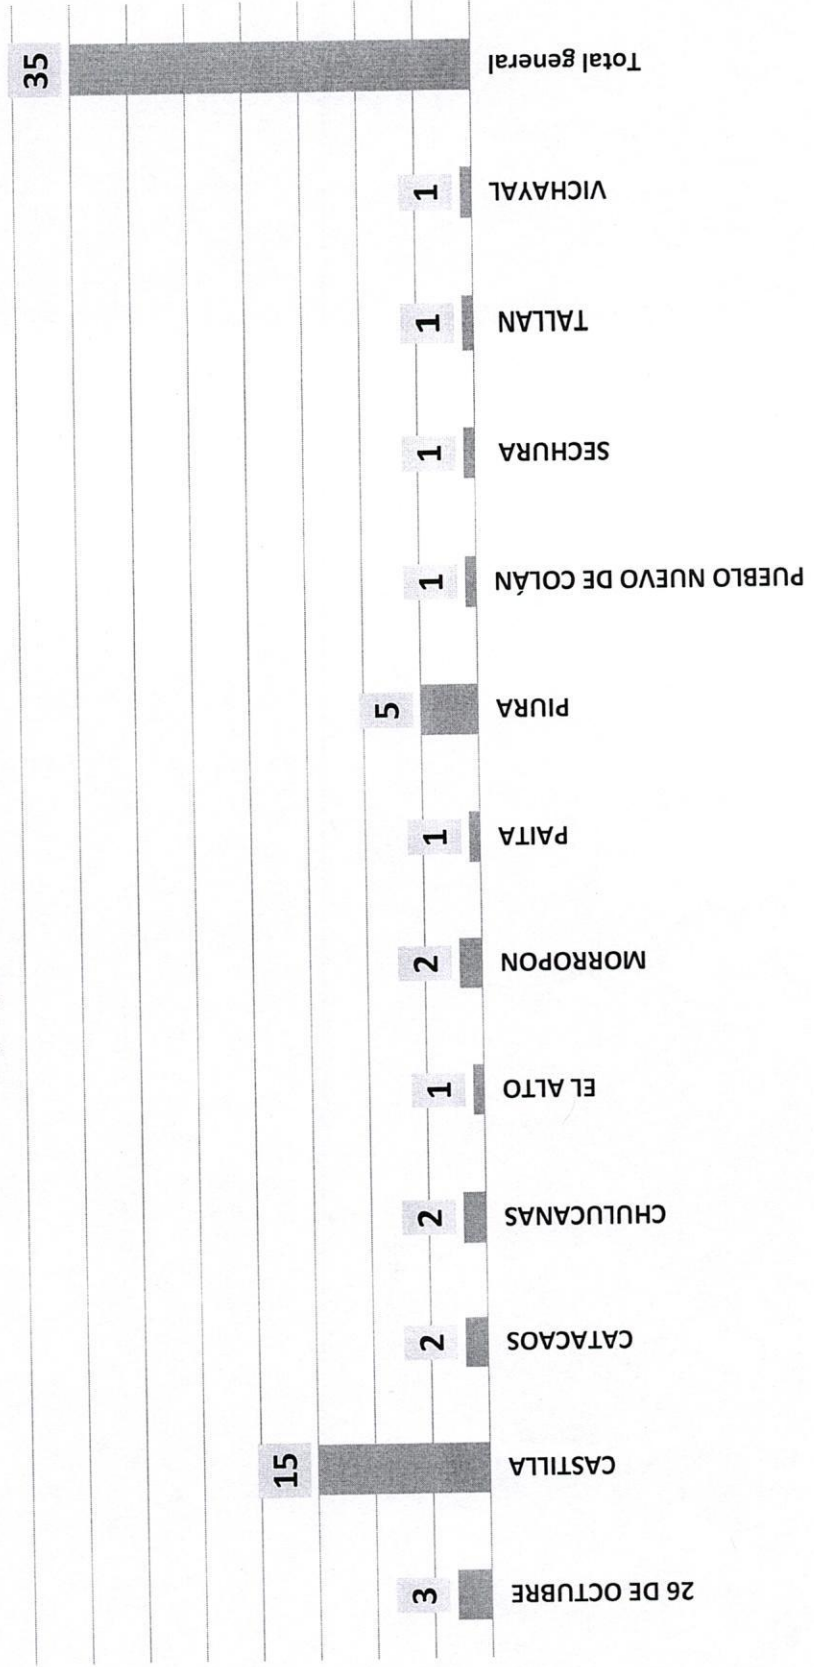 3
15
2
2
1
2
1
5
1
1
1
1
35
26 DE OCTUBRE
CASTILLA
CATACAOS
CHULUCANAS
EL ALTO
MORROPON
PAITA
PIURA
PUEBLO NUEVO DE COLÁN
SECHURA
TALLAN
VICHAYAL
Total general